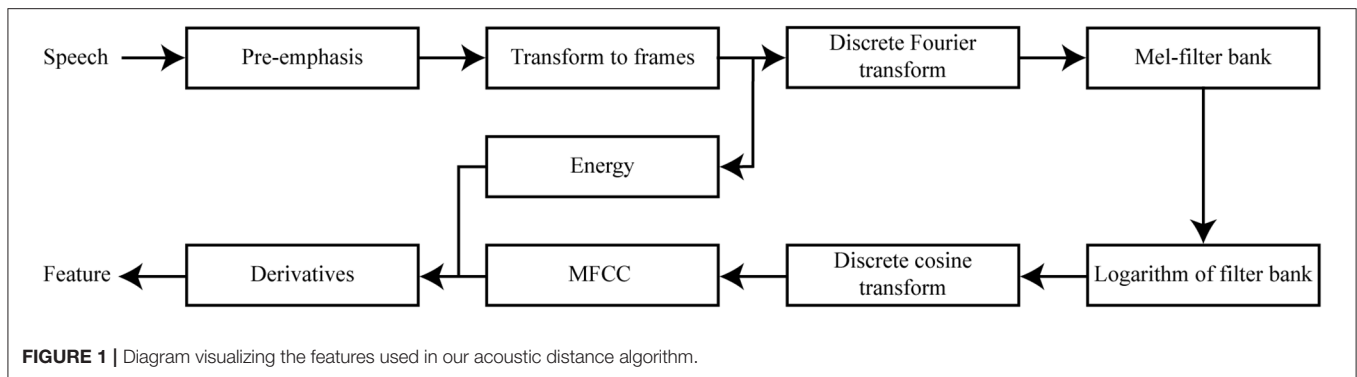 Speech
Pre-emphasis
Transform to frames
Discrete Fourier
transform
Mel-filter bank
Energy
Feature
Derivatives
MFCC
Discrete cosine
transform
Logarithm of filter bank
FIGURE 1 | Diagram visualizing the features used in our acoustic distance algorithm.